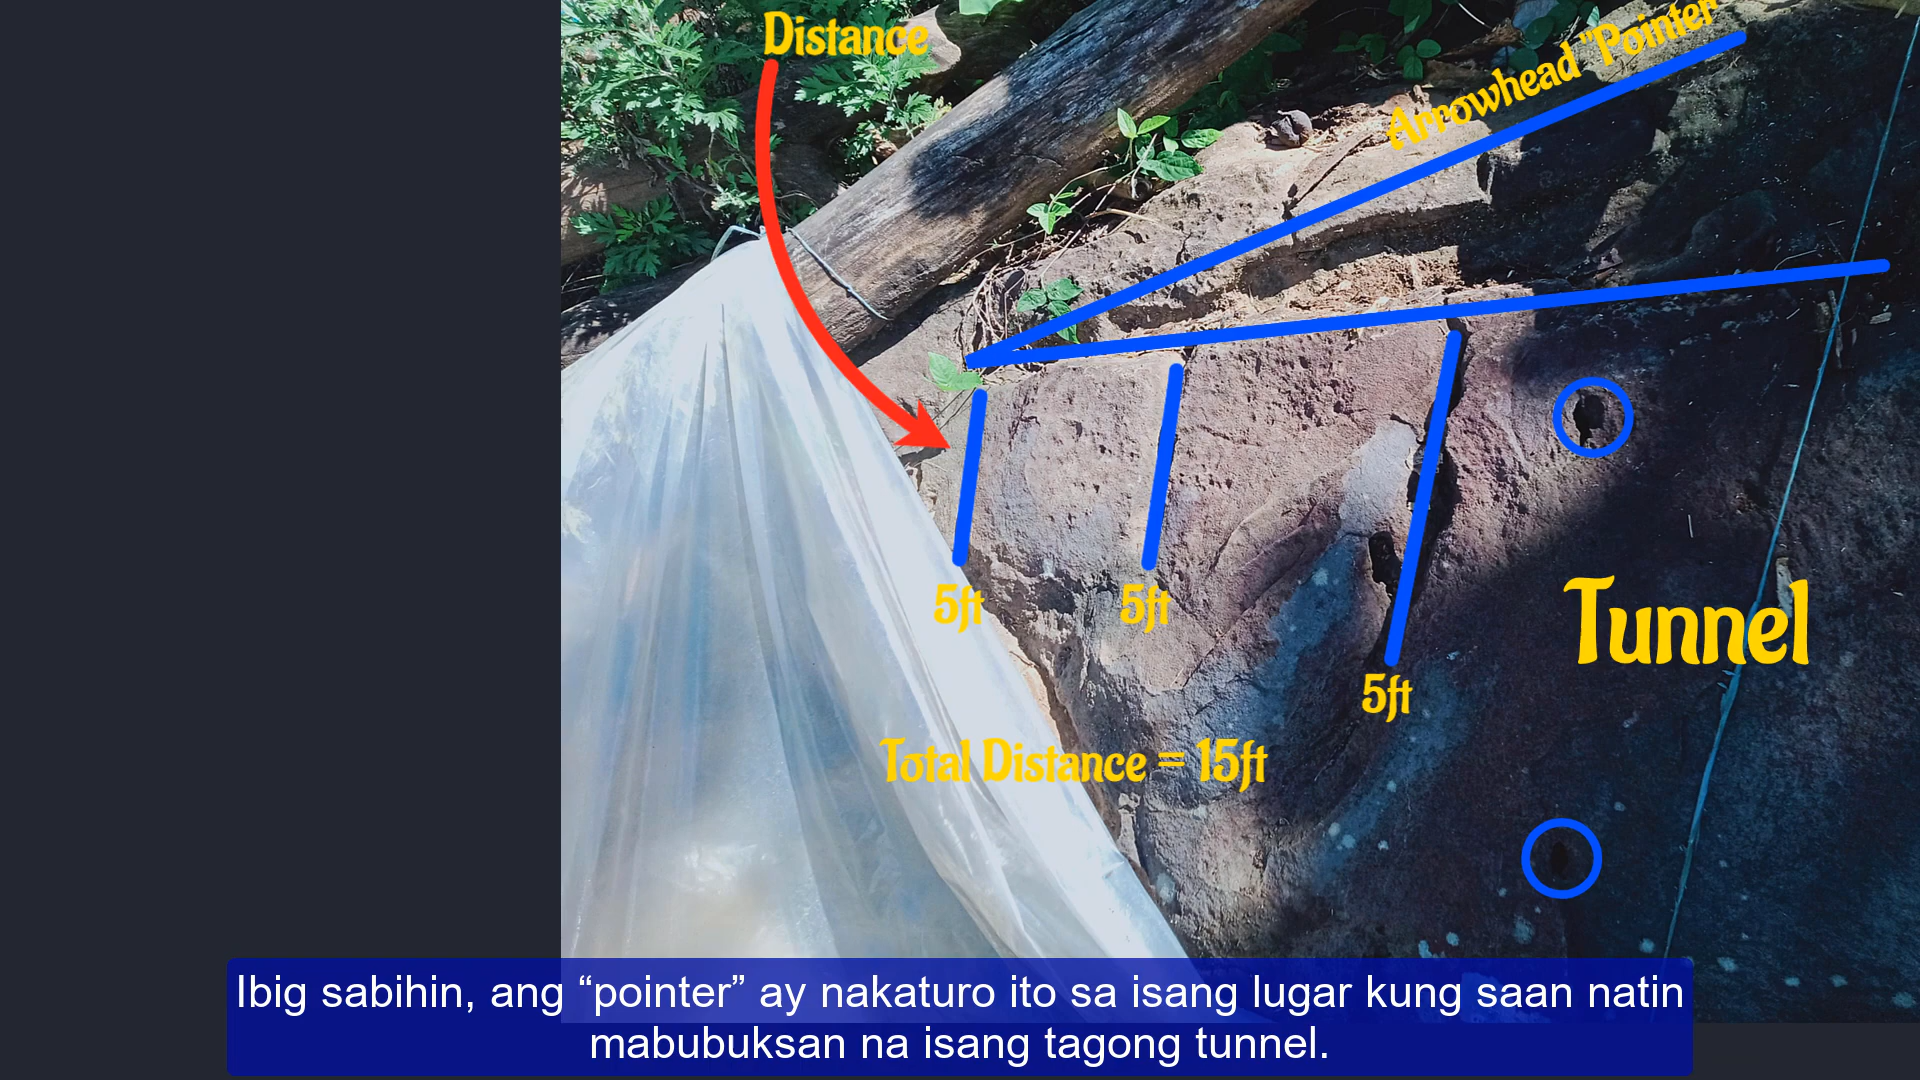 Distance
Arrowhead "Pointer
5ft
5ft
Tunnel
5ft
Total Distance = 15ft
Ibig sabihin, ang “pointer” ay nakaturo ito sa isang lugar kung saan natin
mabubuksan na isang tagong tunnel.